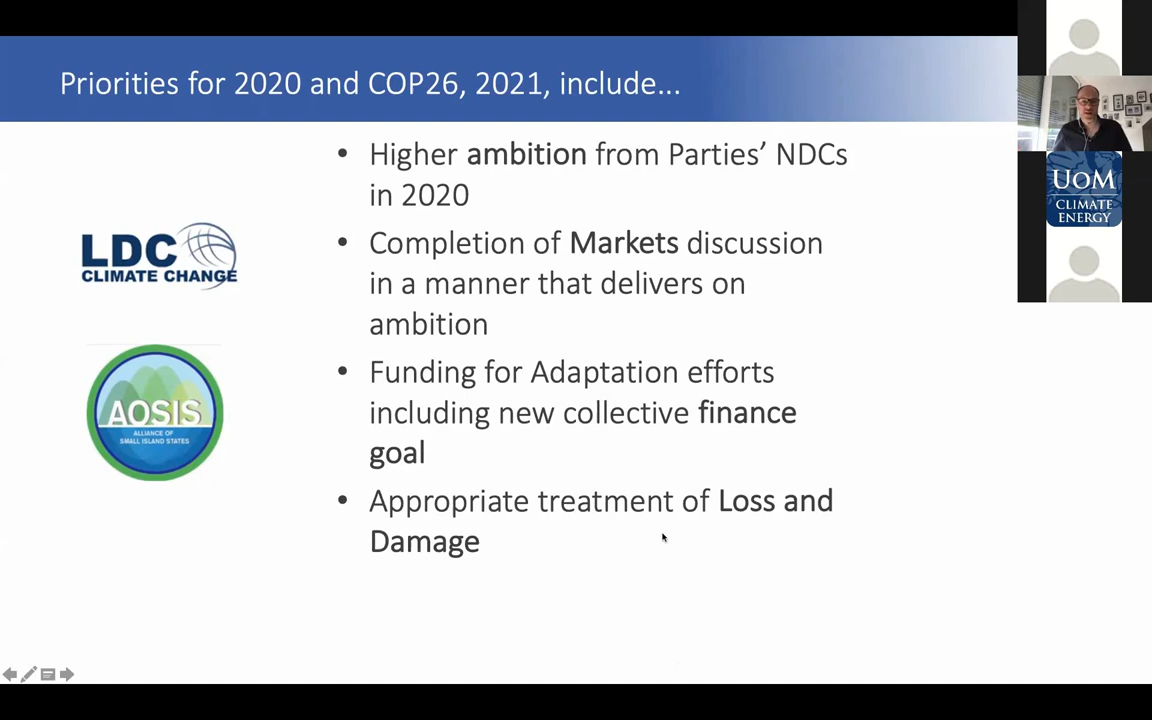 Priorities for 2020 and COP26, 2021, include...
• Higher ambition from Parties’ NDCs
in 2020
• Completion of Markets discussion
in a manner that delivers on
ambition
• Funding for Adaptation efforts
including new collective finance
goal
• Appropriate treatment of Loss and
Damage
LDC
CLIMATE CHANGE
AOSIS
ALLIANCE OF
SMALL ISLAND STATES
UOM
CLIMATE
ENERGY